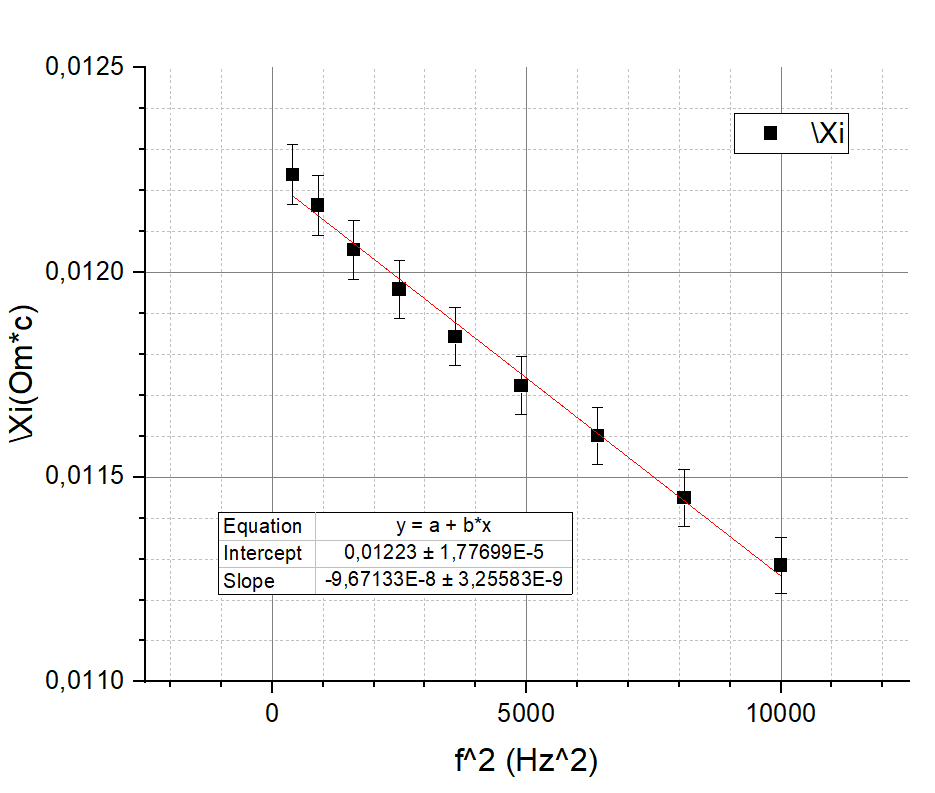 0,0125
\Xi
0,0120
\Xi(Om*c)
0,0115
Equation y = a + b*x
Intercept 0,01223 ± 1,77699E-5
Slope -9,67133E-8 ± 3,25583E-9
0,0110
0 5000 10000
f^2 (Hz^2)